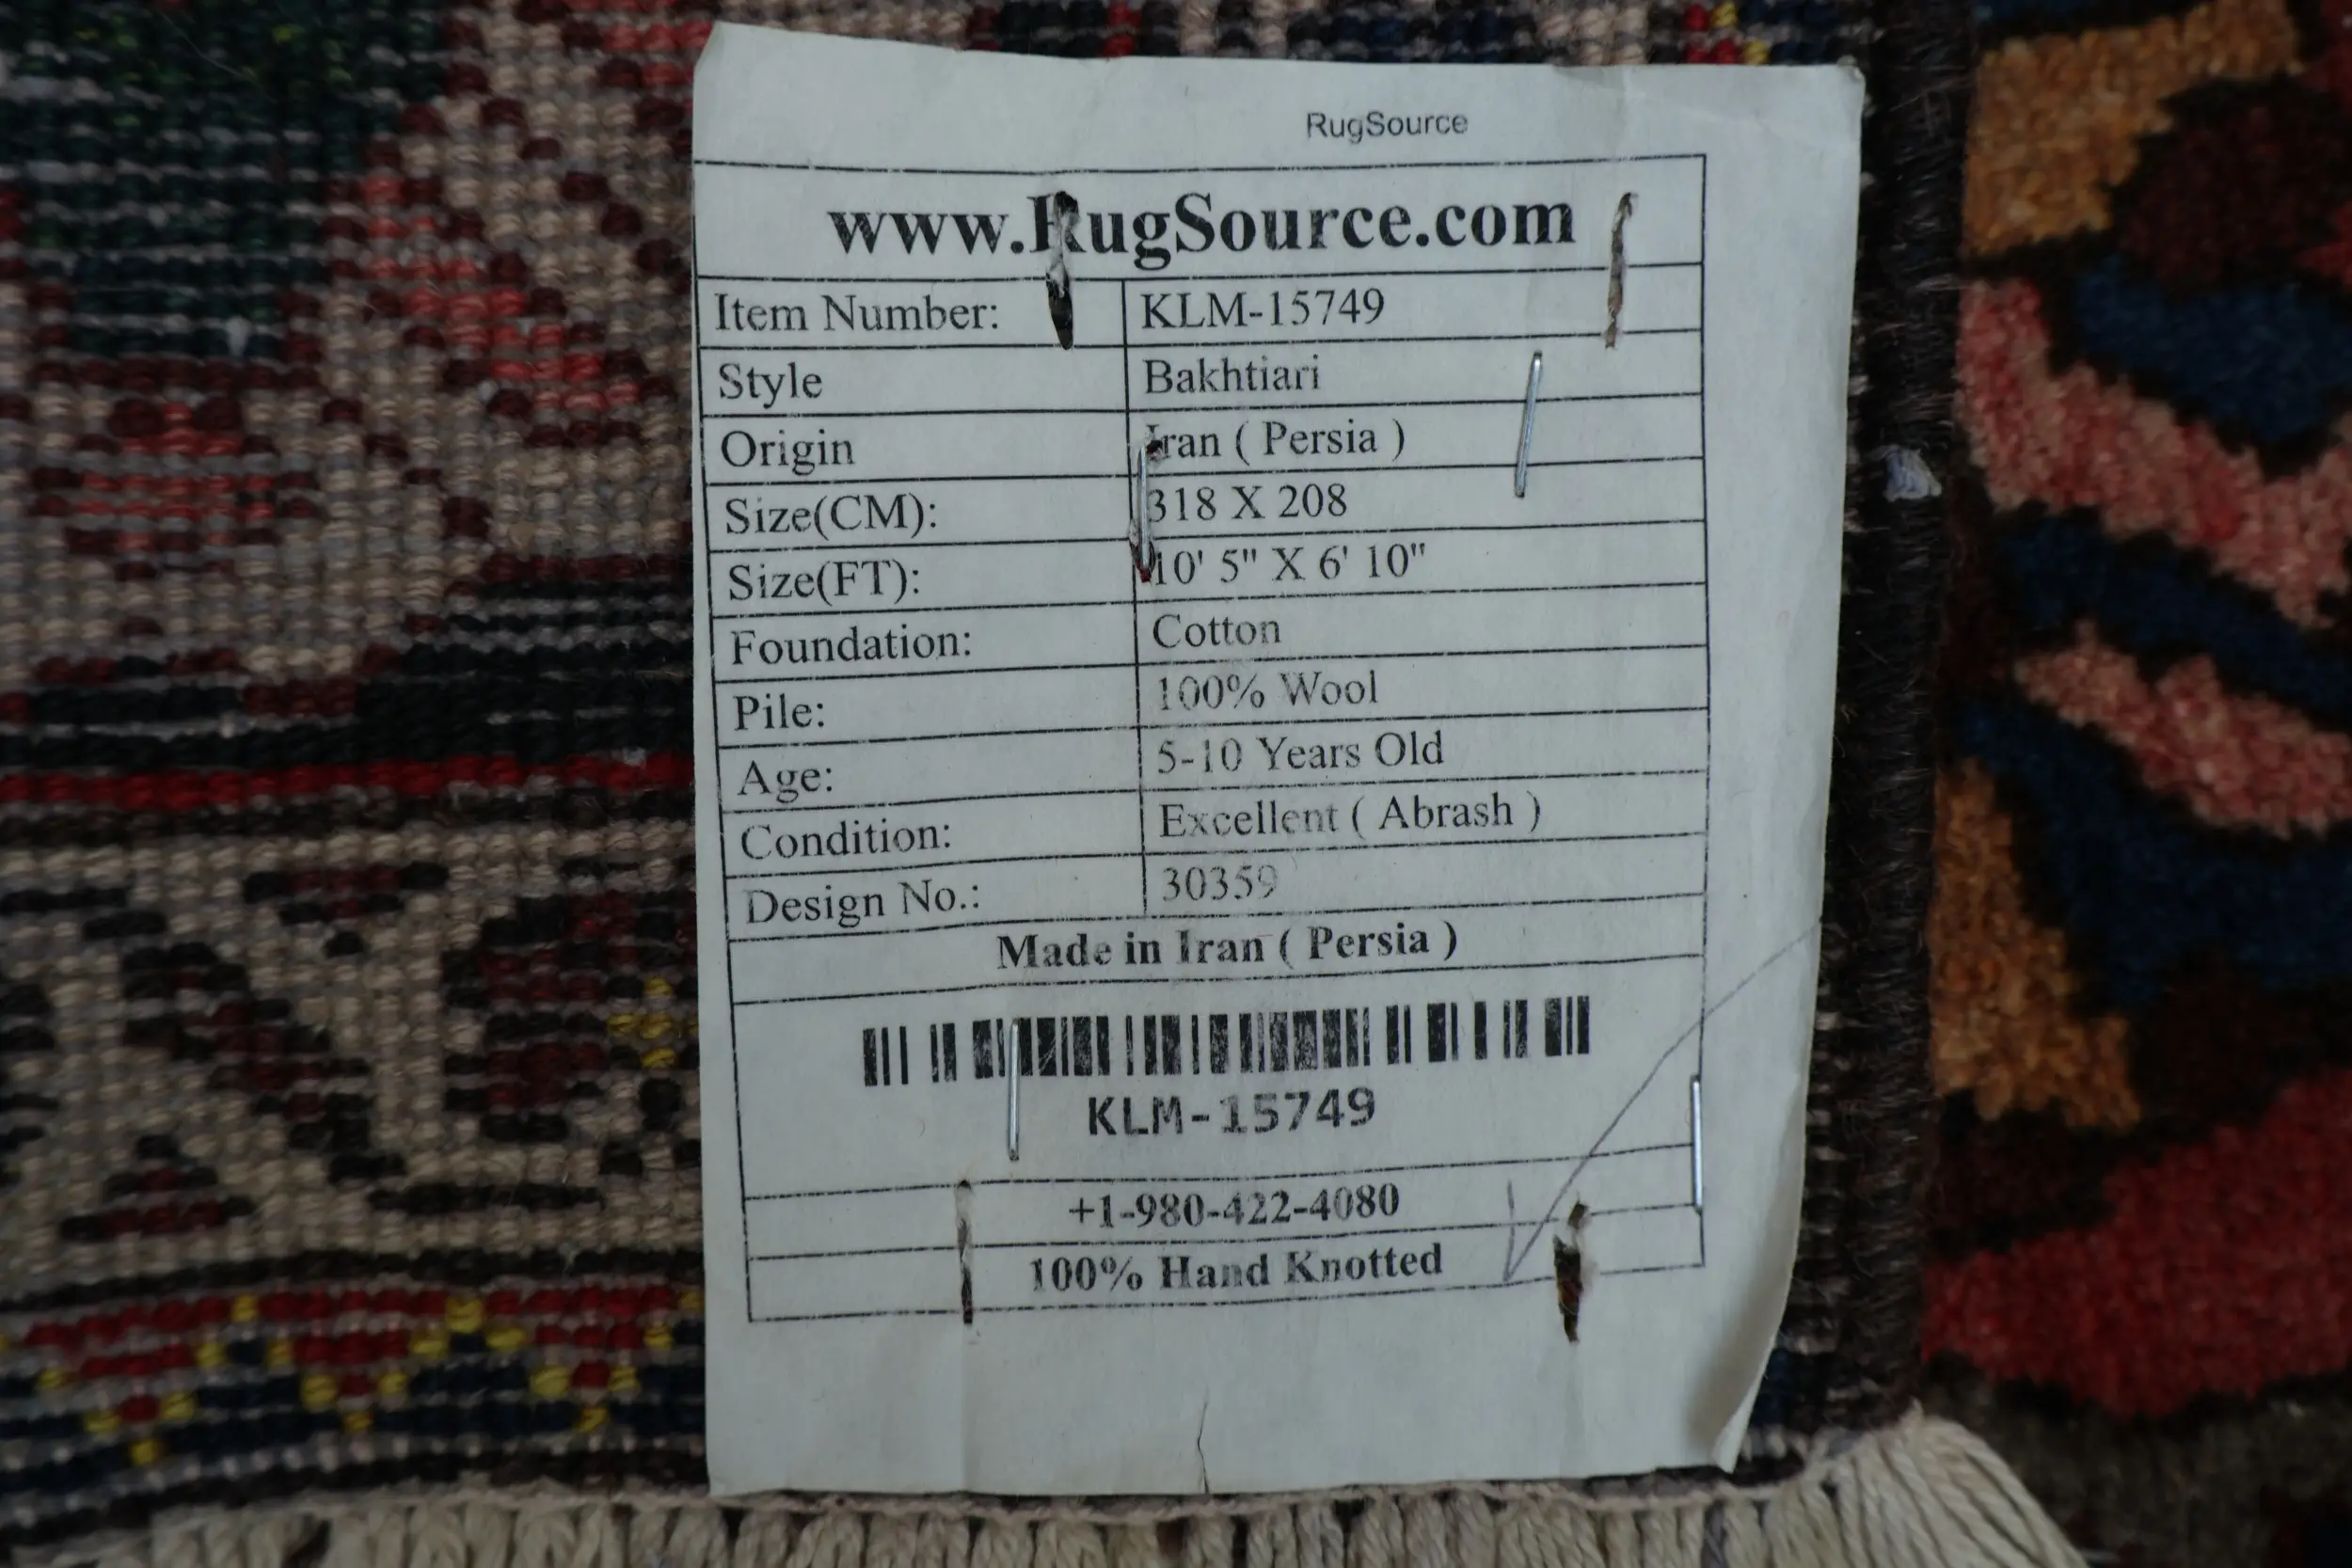 RugSource
www.RugSource.com
Item Number: KLM-15749
Style Bakhtiari
Origin Iran ( Persia )
Size(CM): 318 X 208
Size(FT): 10' 5" X 6' 10"
Foundation: Cotton
Pile: 100% Wool
Age: 5-10 Years Old
Condition: Excellent ( Abrash )
Design No.: 30359
Made in Iran ( Persia )
KLM-15749
+1-980-422-4080
100% Hand Knotted